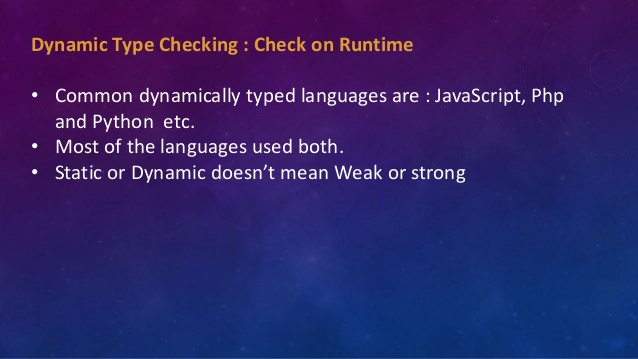 Dynamic Type Checking : Check on Runtime
• Common dynamically typed languages are : JavaScript, Php
and Python etc.
• Most of the languages used both.
• Static or Dynamic doesn’t mean Weak or strong